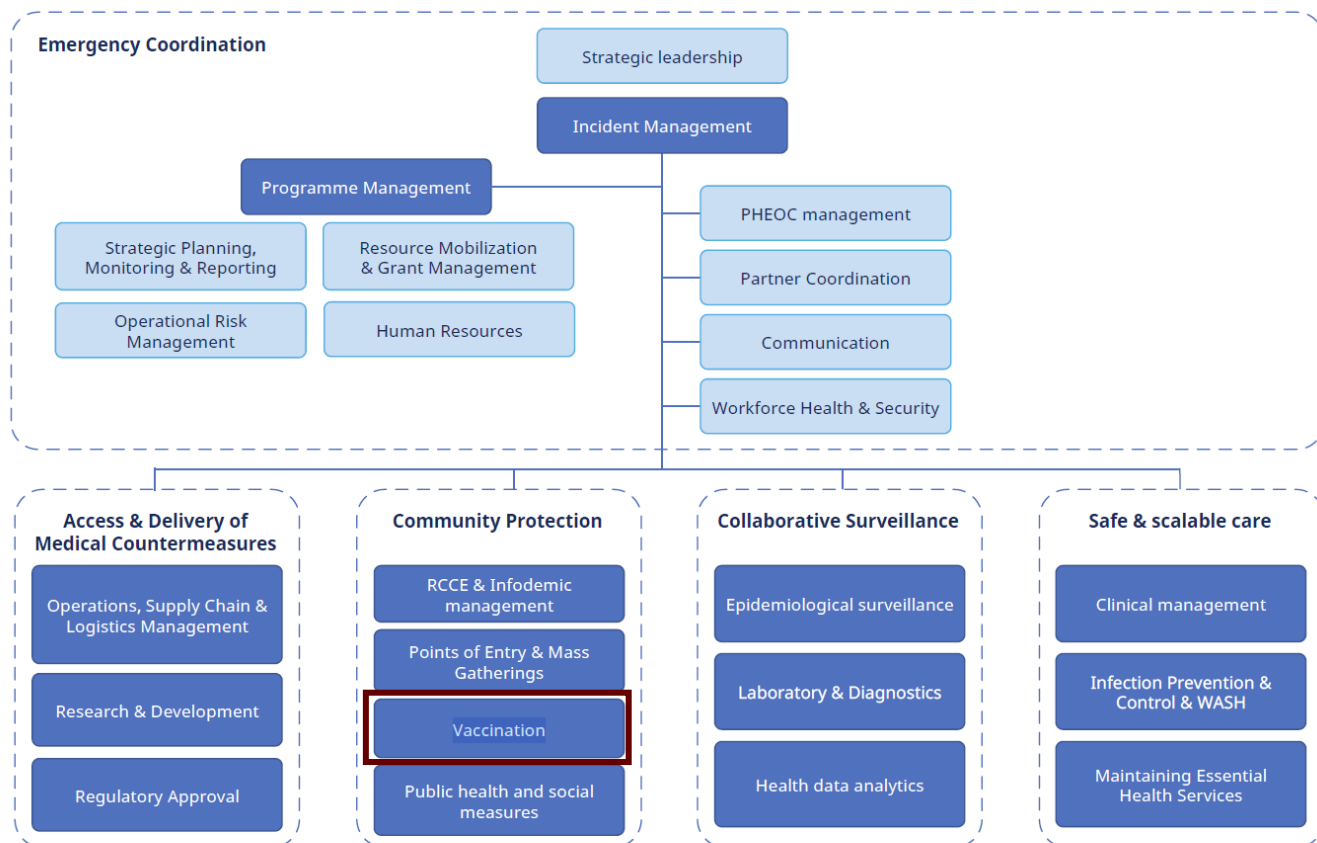 Emergency Coordination
Strategic leadership
Incident Management
Programme Management
Strategic Planning,
Monitoring & Reporting
Resource Mobilization
& Grant Management
Operational Risk
Management
Human Resources
PHEOC management
Partner Coordination
Communication
Workforce Health & Security
Access & Delivery of
Medical Countermeasures
Operations, Supply Chain &
Logistics Management
Research & Development
Regulatory Approval
Community Protection
RCCE & Infodemic
management
Points of Entry & Mass
Gatherings
Vaccination
Public health and social
measures
Collaborative Surveillance
Epidemiological surveillance
Laboratory & Diagnostics
Health data analytics
Safe & scalable care
Clinical management
Infection Prevention &
Control & WASH
Maintaining Essential
Health Services